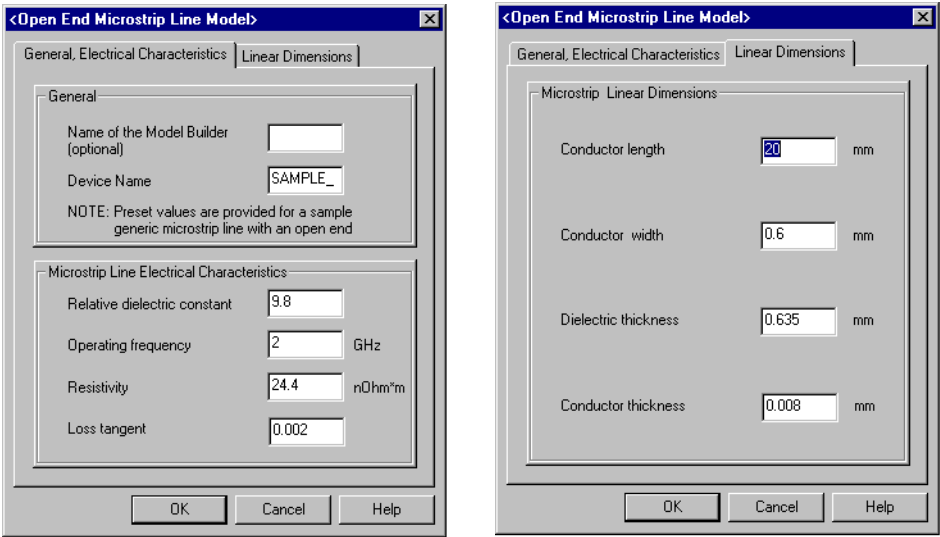 <Open End Microstrip Line Model>
General, Electrical Characteristics
Linear Dimensions
General
Name of the Model Builder
(optional)
Device Name SAMPLE_
NOTE: Preset values are provided for a sample
generic microstrip line with an open end
Microstrip Line Electrical Characteristics
Relative dielectric constant 9.8
Operating frequency 2 GHz
Resistivity 24.4 nOhm*m
Loss tangent 0.002
OK Cancel Help
<Open End Microstrip Line Model>
General, Electrical Characteristics
Linear Dimensions
Microstrip Linear Dimensions
Conductor length 20 mm
Conductor width 0.6 mm
Dielectric thickness 0.635 mm
Conductor thickness 0.008 mm
OK Cancel Help